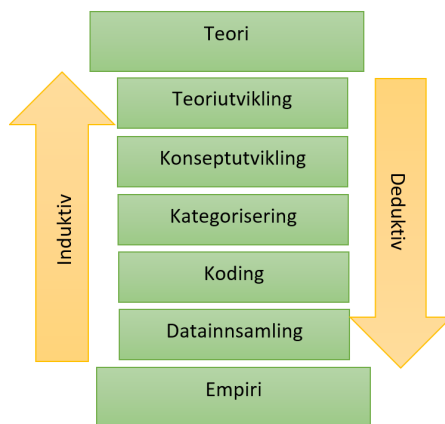 Teori
Teoriutvikling
Konseptutvikling
Kategorisering
Koding
Datainnsamling
Empiri
Induktiv
Deduktiv